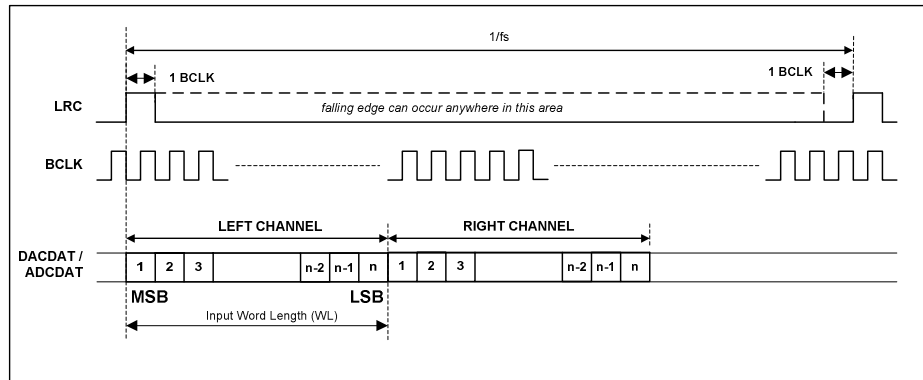 1/fs
1 BCLK
1 BCLK
LRC
falling edge can occur anywhere in this area
BCLK
LEFT CHANNEL
RIGHT CHANNEL
DACDAT /
ADCDAT
1 2 3 n-2 n-1 n 1 2 3 n-2 n-1 n
MSB
LSB
Input Word Length (WL)